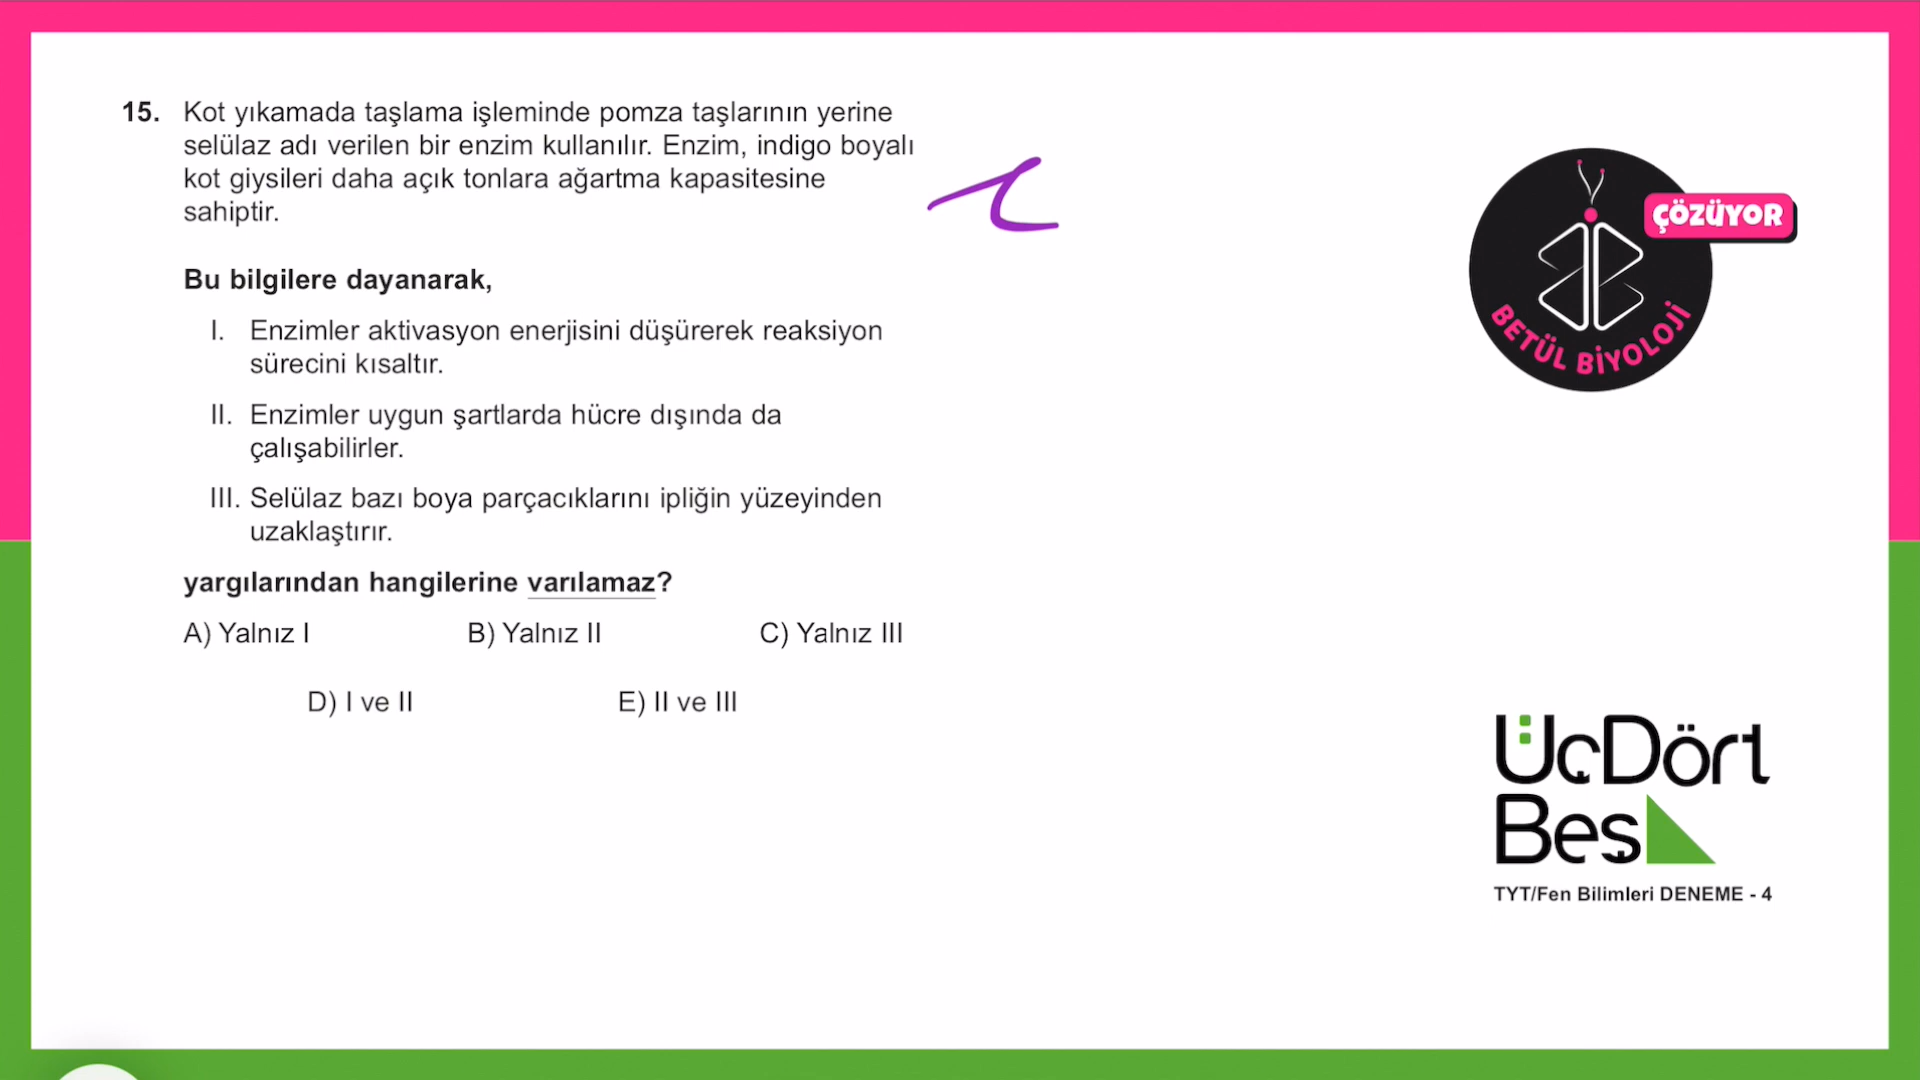 15. Kot yıkamada taşlama işleminde pomza taşlarının yerine
selülaz adı verilen bir enzim kullanılır. Enzim, indigo boyalı
kot giysileri daha açık tonlara ağartma kapasitesine
sahiptir.
Bu bilgilere dayanarak,
I. Enzimler aktivasyon enerjisini düşürerek reaksiyon
sürecini kısaltır.
II. Enzimler uygun şartlarda hücre dışında da
çalışabilirler.
III. Selülaz bazı boya parçacıklarını ipliğin yüzeyinden
uzaklaştırır.
yargılarından hangilerine varılamaz?
A) Yalnız I B) Yalnız II C) Yalnız III
D) I ve II E) II ve III
ÇÖZÜYOR
BETÜL BİYOLOJİ
ÜçDört
Beş
TYT/Fen Bilimleri DENEME - 4